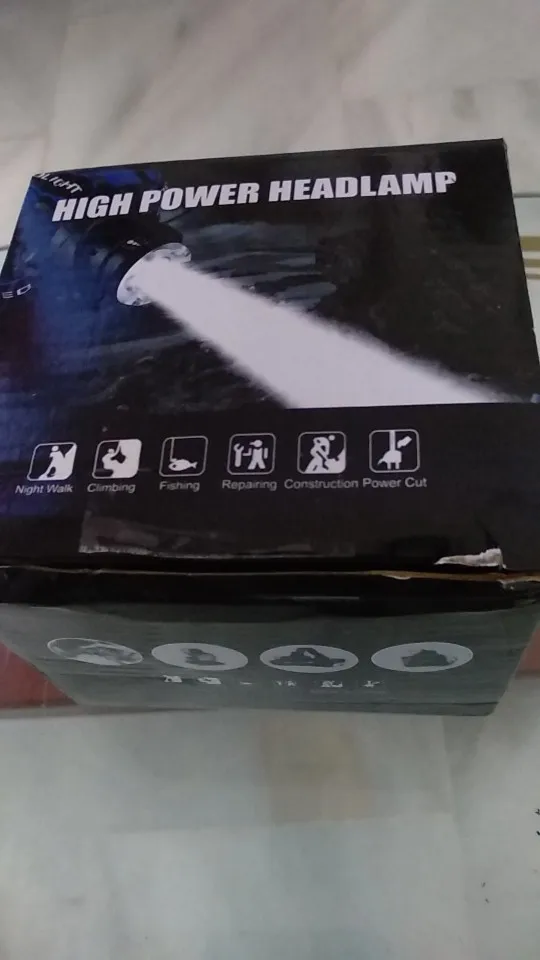 HIGH POWER HEADLAMP
Night Walk Climbing Fishing Repairing Construction Power Cut